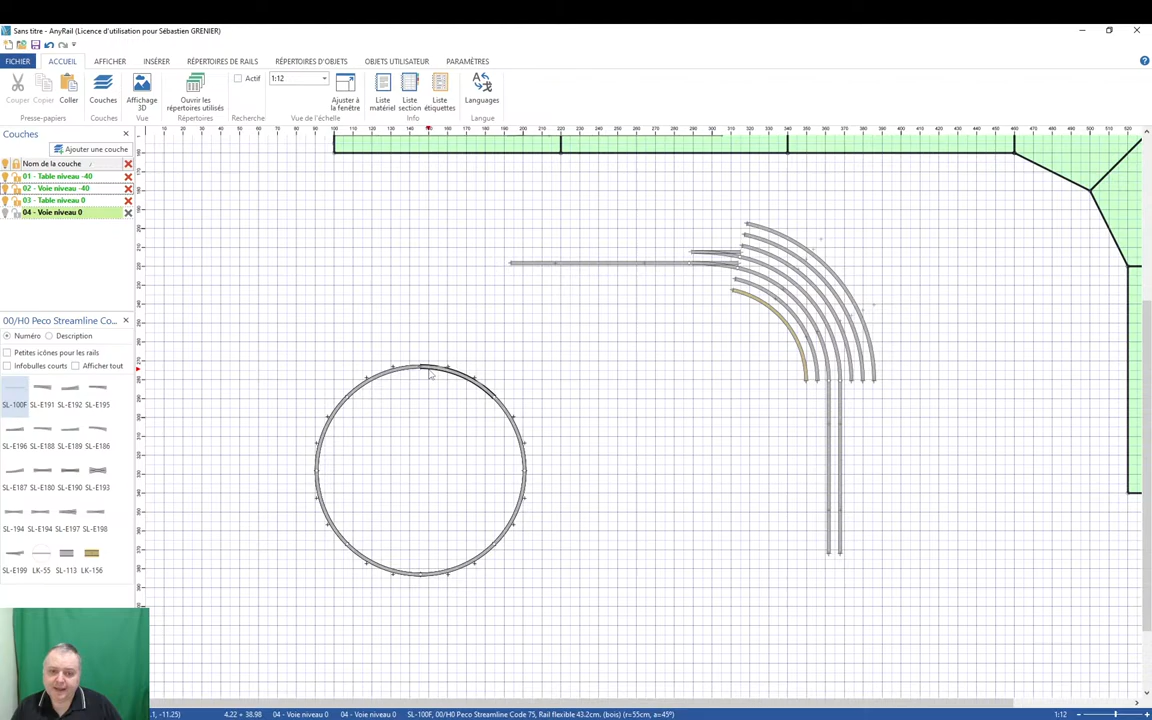 Sans titre - AnyRail (Licence d'utilisation pour Sébastien GRENIER)
FICHIER ACCUEIL AFFICHER INSÉRER RÉPERTOIRES DE RAILS RÉPERTOIRES D'OBJETS OBJETS UTILISATEUR PARAMÈTRES
Couper Copier Coller
Presse-papiers
Couches
Couches
Affichage 3D
Vue
Ouvrir les répertoires utilisés
Répertoires
Actif
Recherche
1:12
Vue de l'échelle
Ajuster à la fenêtre
Liste matériel
Liste section
Liste étiquettes
Info
Languages
Langue
Couches
Ajouter une couche
Nom de la couche
01 - Table niveau -40
02 - Voie niveau -40
03 - Table niveau 0
04 - Voie niveau 0
00/H0 Peco Streamline Co...
Numéro Description
Petites icônes pour les rails
Infobulles courts Afficher tout
SL-100F SL-E191 SL-E192 SL-E195
SL-E196 SL-E188 SL-E189 SL-E186
SL-E187 SL-E180 SL-E190 SL-E193
SL-194 SL-E194 SL-E197 SL-E198
SL-E199 LK-55 SL-113 LK-156
.1, -11.25) 4.22 + 38.98 04 - Voie niveau 0 04 - Voie niveau 0 SL-100F, 00/H0 Peco Streamline Code 75, Rail flexible 43.2cm. (bois) (r=55cm, a=45º) 1:12